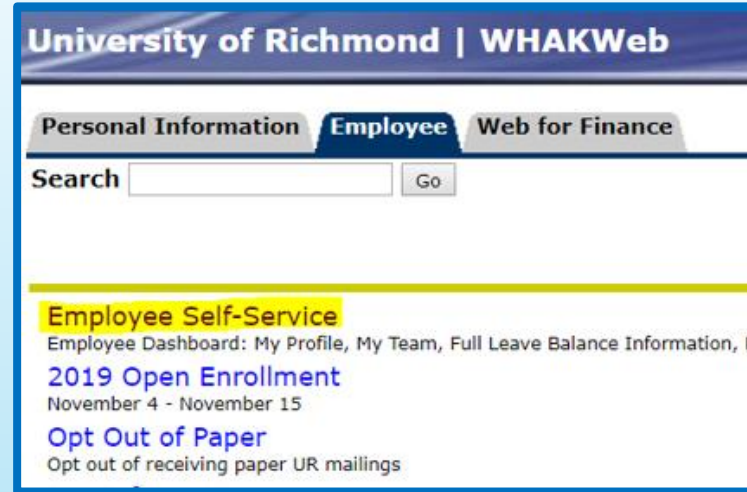 University of Richmond | WHAKWeb
Personal Information Employee Web for Finance
Search Go
Employee Self-Service
Employee Dashboard: My Profile, My Team, Full Leave Balance Information,
2019 Open Enrollment
November 4 - November 15
Opt Out of Paper
Opt out of receiving paper UR mailings